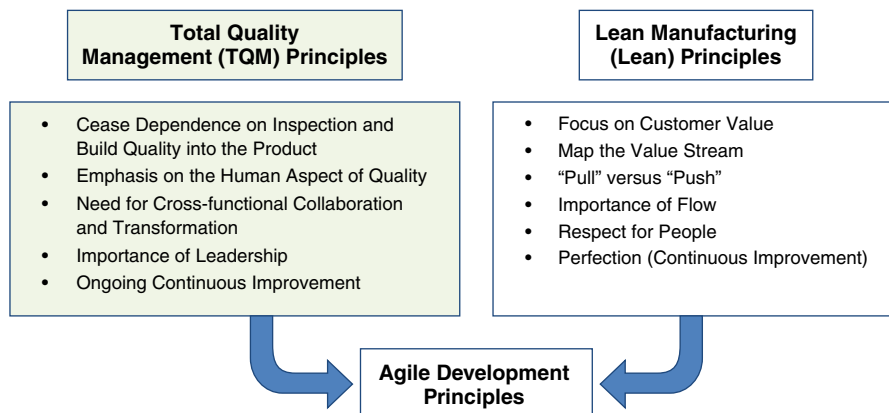 Total Quality
Management (TQM) Principles
• Cease Dependence on Inspection and
Build Quality into the Product
• Emphasis on the Human Aspect of Quality
• Need for Cross-functional Collaboration
and Transformation
• Importance of Leadership
• Ongoing Continuous Improvement
Lean Manufacturing
(Lean) Principles
• Focus on Customer Value
• Map the Value Stream
• “Pull” versus “Push”
• Importance of Flow
• Respect for People
• Perfection (Continuous Improvement)
Agile Development
Principles